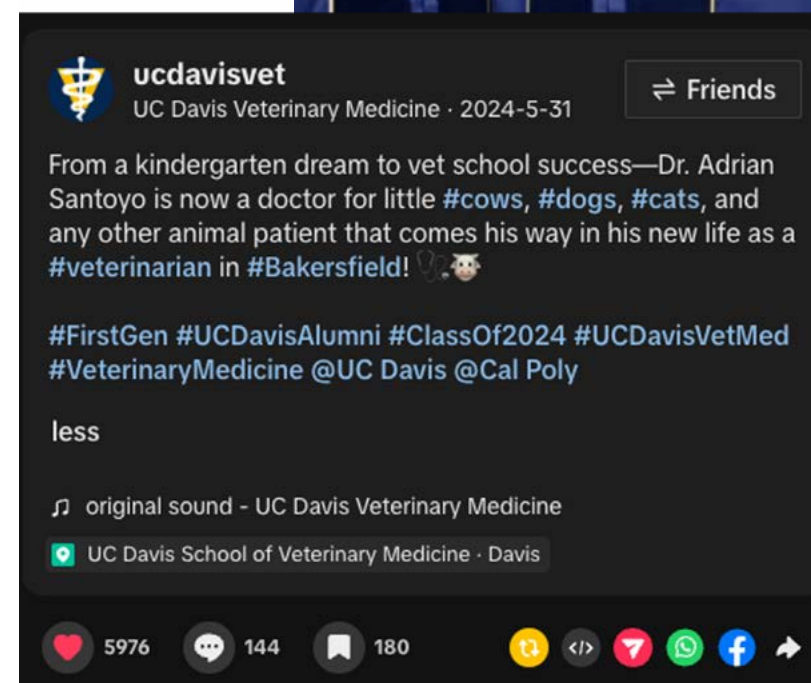 ucdavisvet
UC Davis Veterinary Medicine · 2024-5-31
⇌ Friends
From a kindergarten dream to vet school success—Dr. Adrian
Santoyo is now a doctor for little #cows, #dogs, #cats, and
any other animal patient that comes his way in his new life as a
#veterinarian in #Bakersfield! 🩺🐮
#FirstGen #UCDavisAlumni #ClassOf2024 #UCDavisVetMed
#VeterinaryMedicine @UC Davis @Cal Poly
less
♫ original sound - UC Davis Veterinary Medicine
UC Davis School of Veterinary Medicine · Davis
5976 144 180